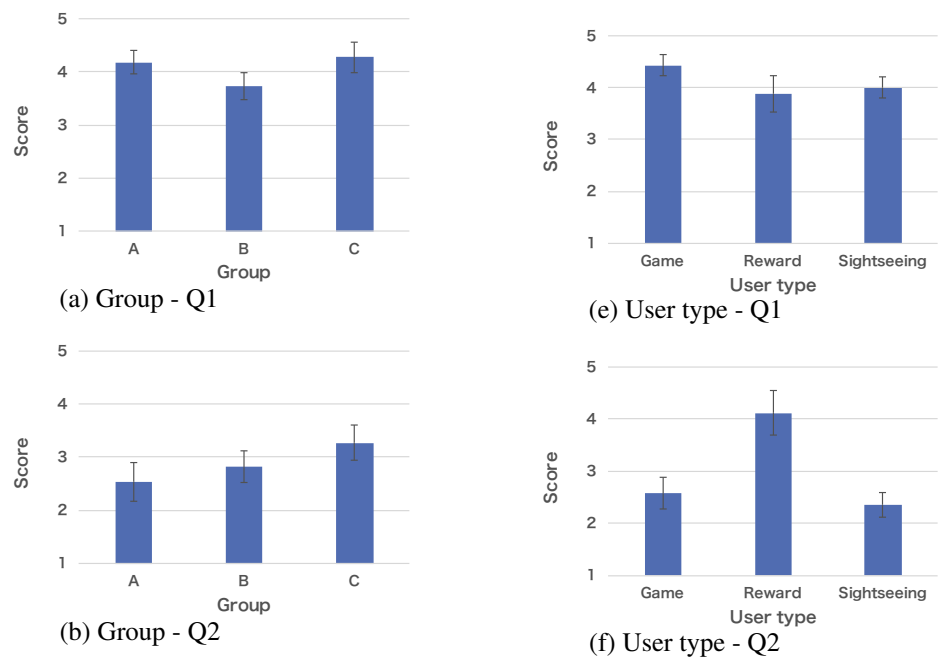 5
4
3
2
1
Score
A B C
Group
(a) Group - Q1
5
4
3
2
1
Score
Game Reward Sightseeing
User type
(e) User type - Q1
5
4
3
2
1
Score
A B C
Group
(b) Group - Q2
5
4
3
2
1
Score
Game Reward Sightseeing
User type
(f) User type - Q2